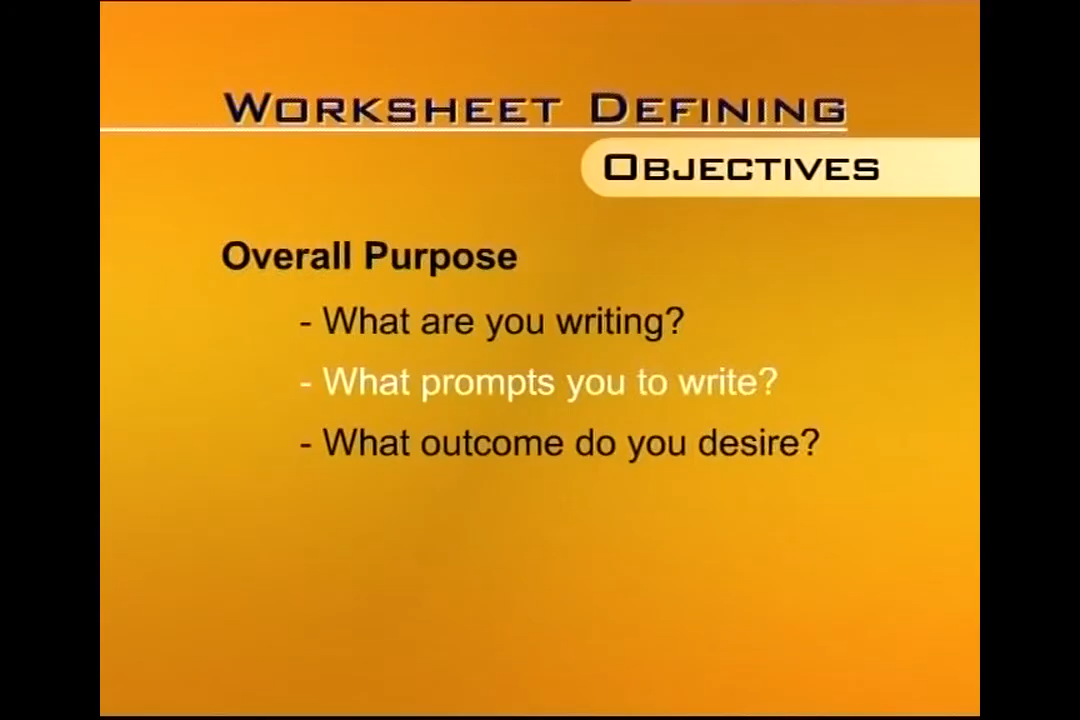 WORKSHEET DEFINING
OBJECTIVES
Overall Purpose
- What are you writing?
- What prompts you to write?
- What outcome do you desire?